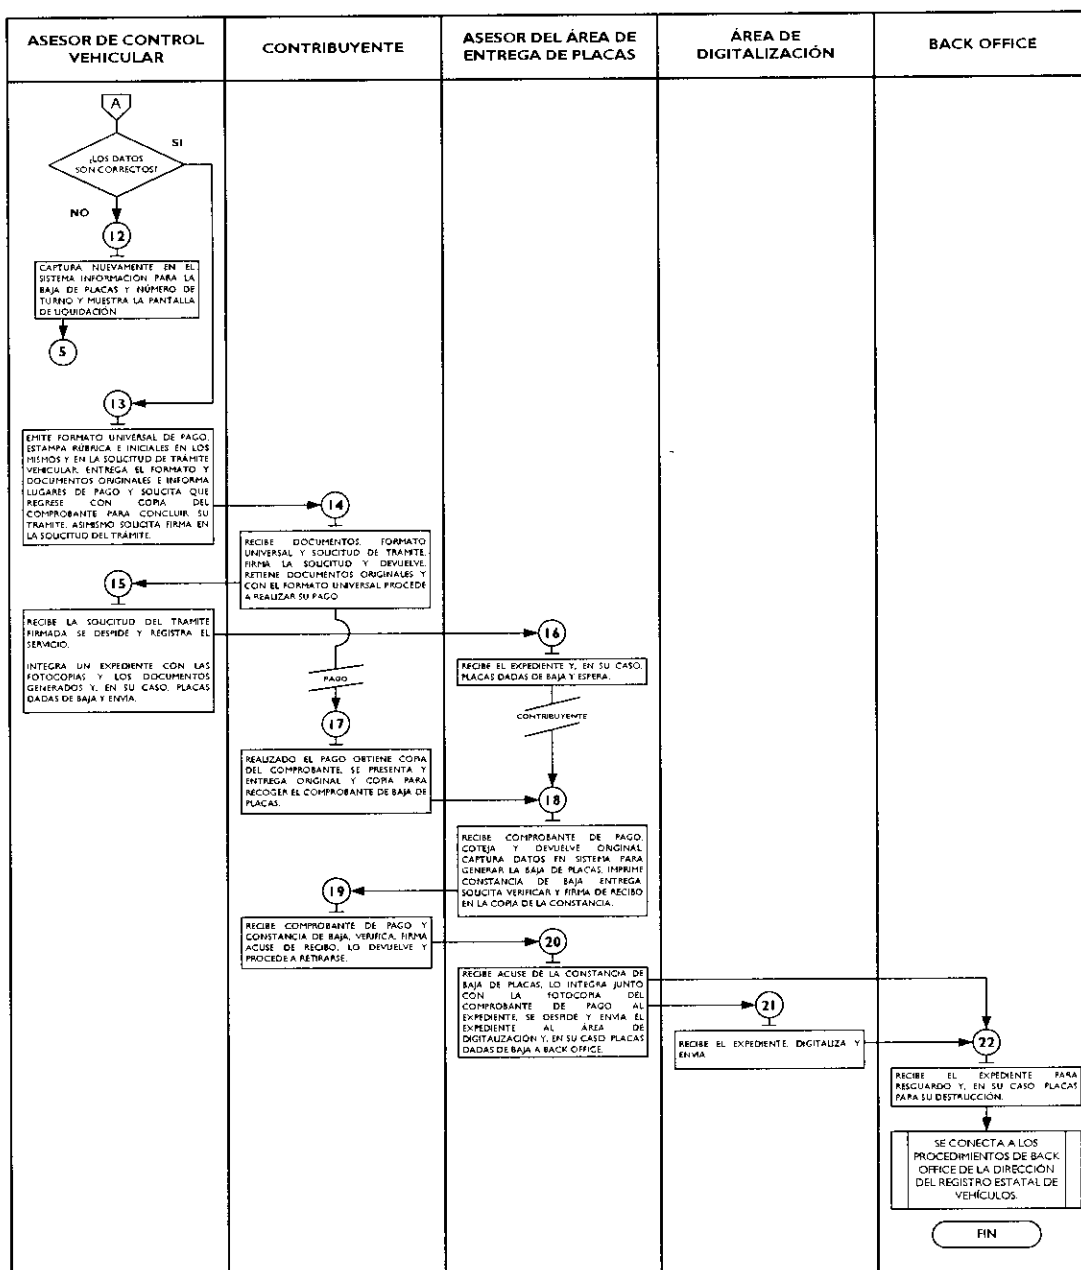 ASESOR DE CONTROL
VEHICULAR
CONTRIBUYENTE
ASESOR DEL ÁREA DE
ENTREGA DE PLACAS
ÁREA DE
DIGITALIZACIÓN
BACK OFFICE
A
¿LOS DATOS
SON CORRECTOS?
SI
NO
12
CAPTURA NUEVAMENTE EN EL
SISTEMA INFORMACIÓN PARA LA
BAJA DE PLACAS Y NÚMERO DE
TURNO Y MUESTRA LA PANTALLA
DE LIQUIDACIÓN
5
13
EMITE FORMATO UNIVERSAL DE PAGO,
ESTAMPA RÚBRICA E INICIALES EN LOS
MISMOS Y EN LA SOLICITUD DE TRÁMITE
VEHICULAR, ENTREGA EL FORMATO Y
DOCUMENTOS ORIGINALES E INFORMA
LUGARES DE PAGO Y SOLICITA QUE
REGRESE CON COPIA DEL
COMPROBANTE PARA CONCLUIR SU
TRAMITE. ASIMISMO SOLICITA FIRMA EN
LA SOLICITUD DEL TRÁMITE.
14
RECIBE DOCUMENTOS, FORMATO
UNIVERSAL Y SOLICITUD DE TRAMITE,
FIRMA LA SOLICITUD Y DEVUELVE,
RETIENE DOCUMENTOS ORIGINALES Y
CON EL FORMATO UNIVERSAL PROCEDE
A REALIZAR SU PAGO
15
RECIBE LA SOLICITUD DEL TRAMITE
FIRMADA SE DESPIDE Y REGISTRA EL
SERVICIO.
INTEGRA UN EXPEDIENTE CON LAS
FOTOCOPIAS Y LOS DOCUMENTOS
GENERADOS Y, EN SU CASO, PLACAS
DADAS DE BAJA Y ENVÍA.
16
RECIBE EL EXPEDIENTE Y, EN SU CASO,
PLACAS DADAS DE BAJA Y ESPERA.
PAGO
CONTRIBUYENTE
17
REALIZADO EL PAGO OBTIENE COPIA
DEL COMPROBANTE, SE PRESENTA Y
ENTREGA ORIGINAL Y COPIA PARA
RECOGER EL COMPROBANTE DE BAJA DE
PLACAS.
18
RECIBE COMPROBANTE DE PAGO,
COTEJA Y DEVUELVE ORIGINAL
CAPTURA DATOS EN SISTEMA PARA
GENERAR LA BAJA DE PLACAS, IMPRIME
CONSTANCIA DE BAJA ENTREGA
SOLICITA VERIFICAR Y FIRMA DE RECIBO
EN LA COPIA DE LA CONSTANCIA.
19
RECIBE COMPROBANTE DE PAGO Y
CONSTANCIA DE BAJA, VERIFICA, FIRMA
ACUSE DE RECIBO, LO DEVUELVE Y
PROCEDE A RETIRARSE.
20
RECIBE ACUSE DE LA CONSTANCIA DE
BAJA DE PLACAS, LO INTEGRA JUNTO
CON LA FOTOCOPIA DEL
COMPROBANTE DE PAGO AL
EXPEDIENTE, SE DESPIDE Y ENVIA EL
EXPEDIENTE AL ÁREA DE
DIGITALIZACIÓN Y, EN SU CASO PLACAS
DADAS DE BAJA A BACK OFFICE.
21
RECIBE EL EXPEDIENTE, DIGITALIZA Y
ENVIA
22
RECIBE EL EXPEDIENTE PARA
RESGUARDO Y, EN SU CASO PLACAS
PARA SU DESTRUCCIÓN.
SE CONECTA A LOS
PROCEDIMIENTOS DE BACK
OFFICE DE LA DIRECCIÓN
DEL REGISTRO ESTATAL DE
VEHÍCULOS.
FIN